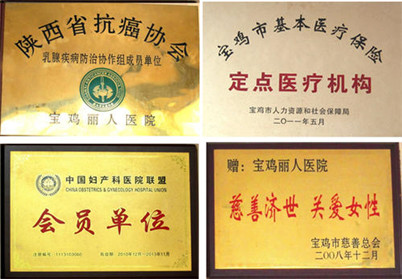 陕西省抗癌协会
乳腺疾病防治协作组成员单位
宝鸡丽人医院
宝鸡市基本医疗保险
定点医疗机构
宝鸡市人力资源和社会保障局
二〇一一年五月
中国妇产科医院联盟
CHINA OBSTETRICS & GYNECOLOGY HOSPITAL UNION
会员单位
赠：宝鸡丽人医院
慈善济世 关爱女性
宝鸡市慈善总会
二00八年十二月